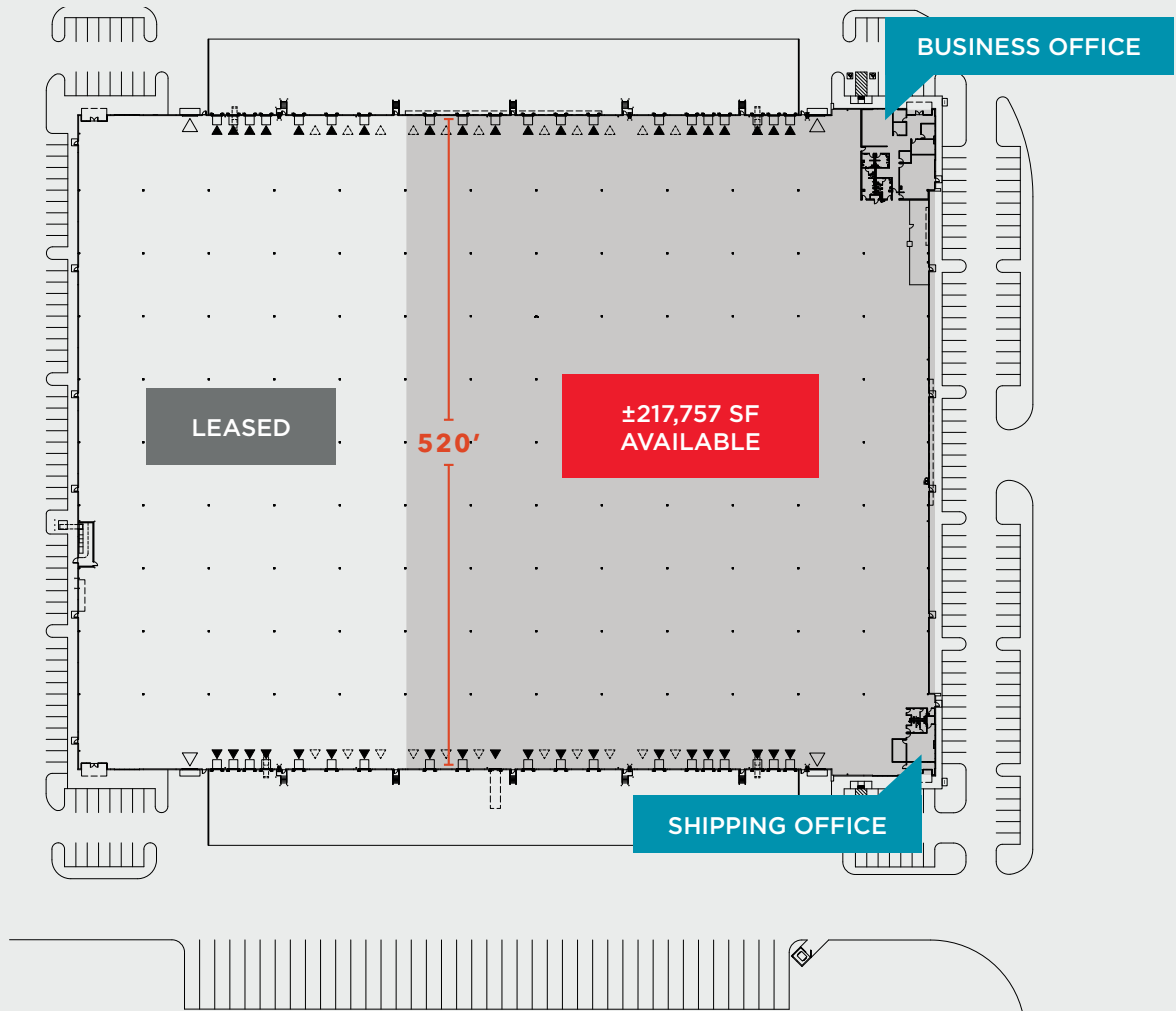 BUSINESS OFFICE
LEASED
±217,757 SF
AVAILABLE
520’
SHIPPING OFFICE